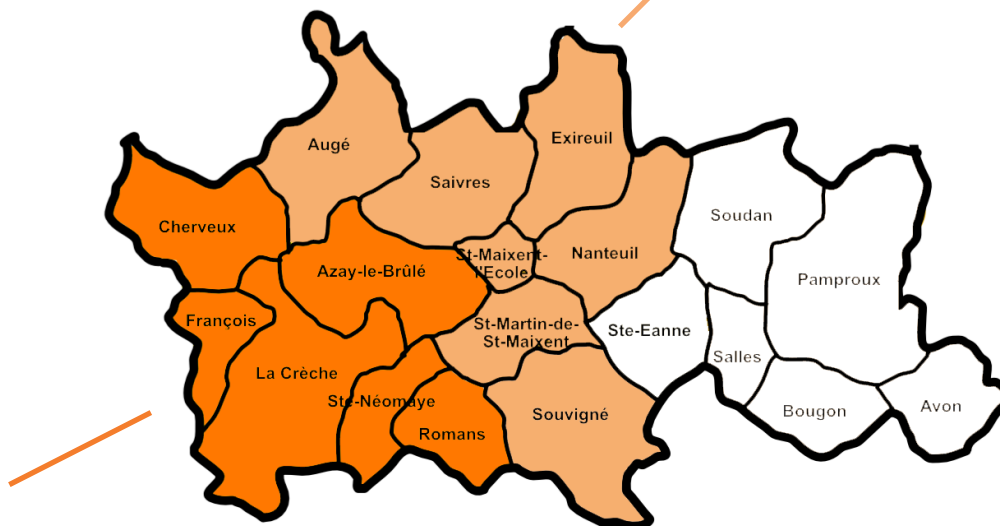 Augé
Exireuil
Saivres
Cherveux
Soudan
St-Maixent-
l'Ecole
Nanteuil
Azay-le-Brûlé
Pamproux
François
St-Martin-de-
St-Maixent
Ste-Eanne
Salles
La Crèche
Ste-Néomaye
Souvigné
Bougon
Avon
Romans